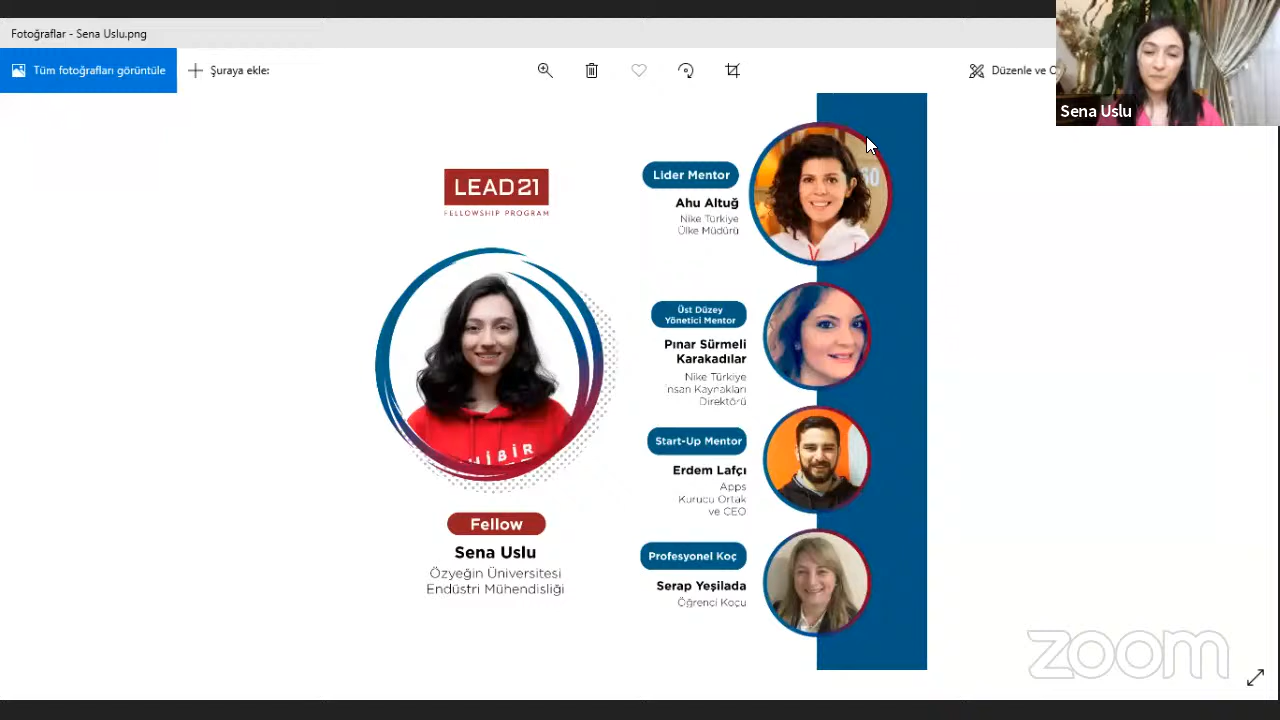 Fotoğraflar - Sena Uslu.png
Tüm fotoğrafları görüntüle
Şuraya ekle:
Düzenle ve
Sena Uslu
LEAD21
FELLOWSHIP PROGRAM
Fellow
Sena Uslu
Özyeğin Üniversitesi
Endüstri Mühendisliği
Lider Mentor
Ahu Altuğ
Nike Türkiye
Ülke Müdürü
Üst Düzey
Yönetici Mentor
Pınar Sürmeli
Karakadılar
Nike Türkiye
İnsan Kaynakları
Direktörü
Start-Up Mentor
Erdem Lafçı
Apps
Kurucu Ortak
ve CEO
Profesyonel Koç
Serap Yeşilada
Öğrenci Koçu
zoom